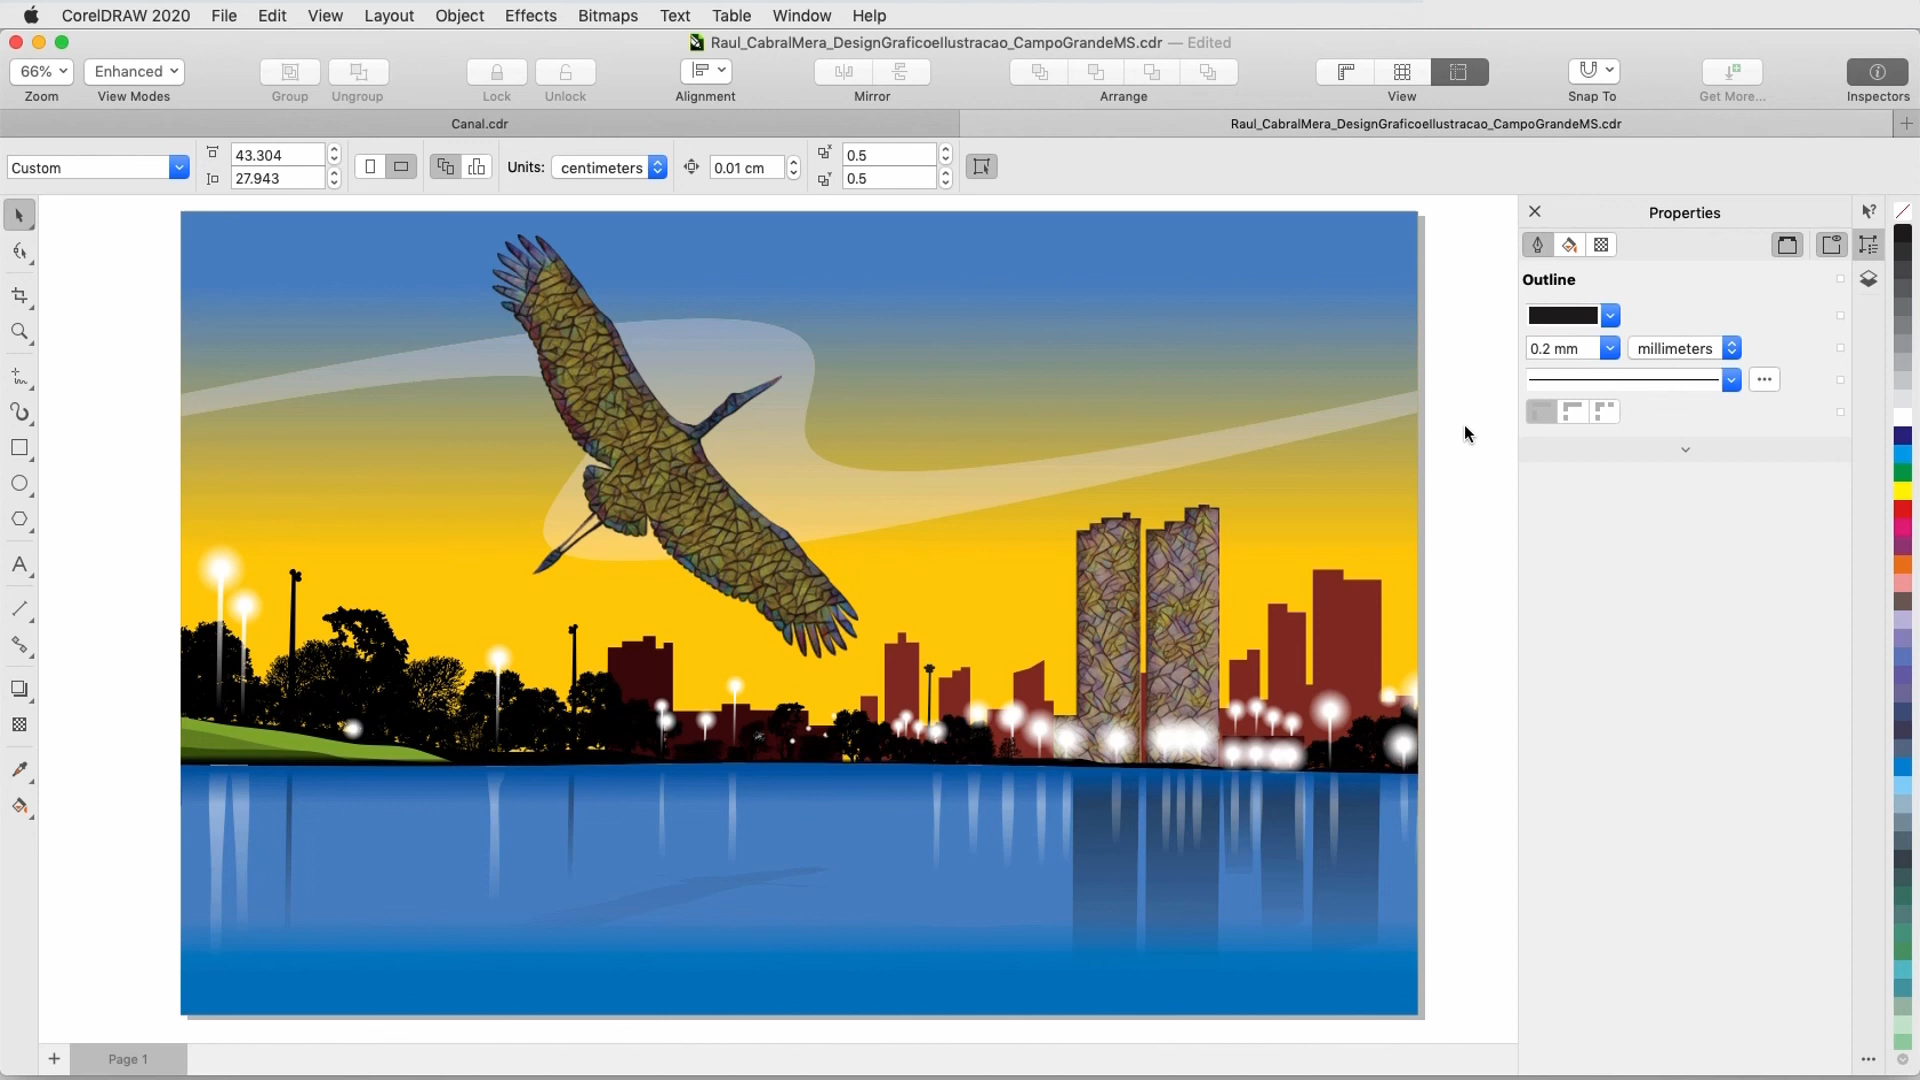 CorelDRAW 2020 File Edit View Layout Object Effects Bitmaps Text Table Window Help
Raul_CabralMera_DesignGraficoeIlustracao_CampoGrandeMS.cdr — Edited
66% Enhanced
Zoom View Modes Group Ungroup Lock Unlock Alignment Mirror Arrange View Snap To Get More... Inspectors
Canal.cdr Raul_CabralMera_DesignGraficoeIlustracao_CampoGrandeMS.cdr
Custom 43.304 27.943 Units: centimeters 0.01 cm 0.5 0.5
Properties
Outline
0.2 mm millimeters
Page 1